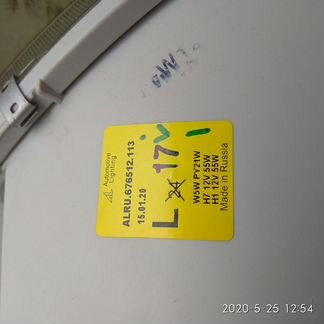 Automotive
Lighting
ALRU.676512.113
15.01.20
L 24 17
W5W PY21W
H7 12V 55W
H1 12V 55W
Made in Russia
2020-5-25 12:54